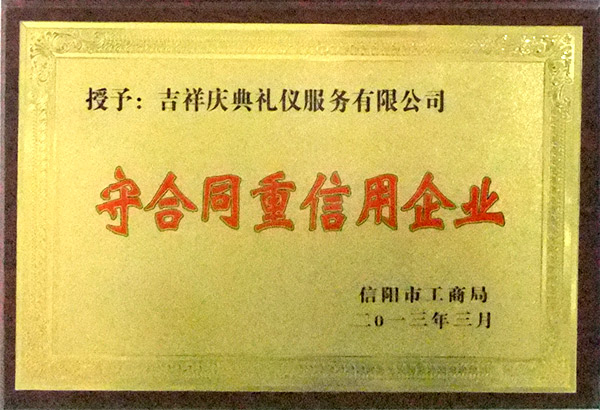 授予：吉祥庆典礼仪服务有限公司
守合同重信用企业
信阳市工商局
二0一三年三月